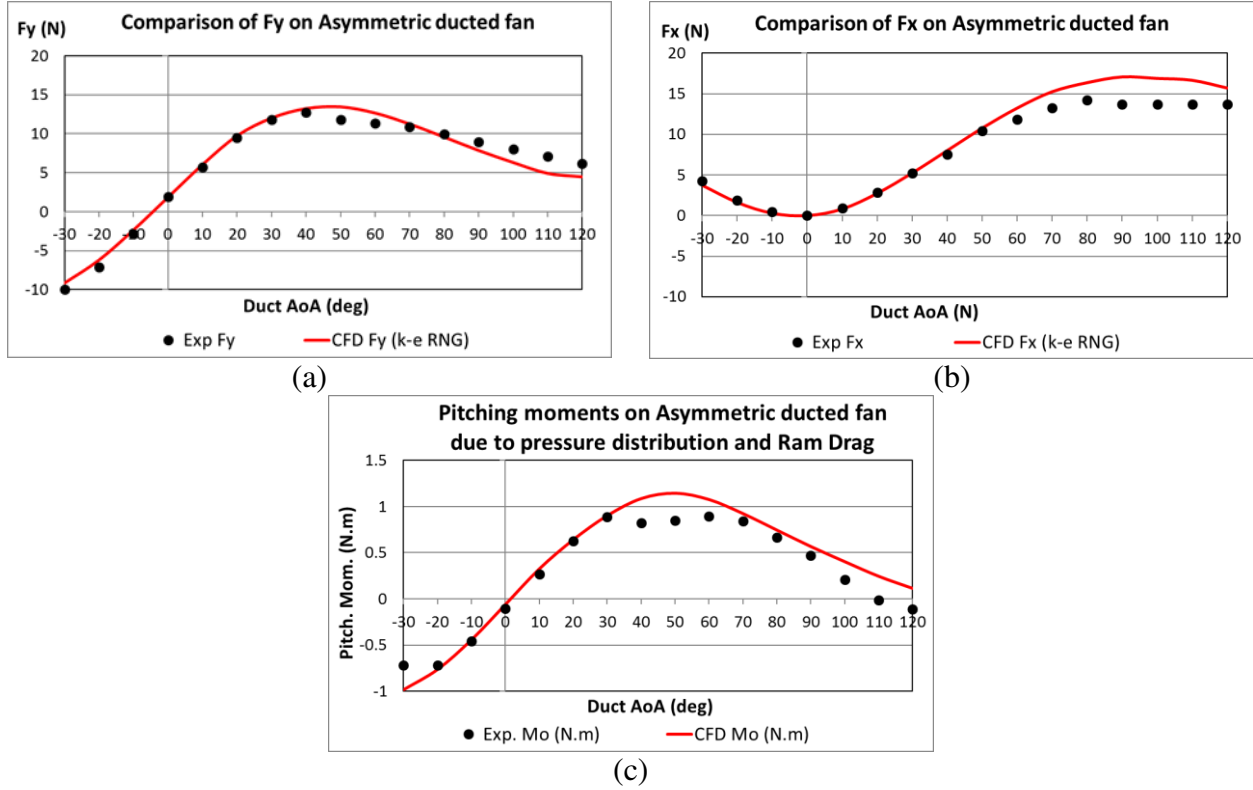 Comparison of Fy on Asymmetric ducted fan
Fy (N)
20
15
10
5
0
-5
-10
-30 -20 -10 0 10 20 30 40 50 60 70 80 90 100 110 120
Duct AoA (deg)
Exp Fy
CFD Fy (k-e RNG)
(a)
Comparison of Fx on Asymmetric ducted fan
Fx (N)
20
15
10
5
0
-5
-10
-30 -20 -10 0 10 20 30 40 50 60 70 80 90 100 110 120
Duct AoA (N)
Exp Fx
CFD Fx (k-e RNG)
(b)
Pitching moments on Asymmetric ducted fan
due to pressure distribution and Ram Drag
Pitch. Mom. (N.m)
1.5
1
0.5
0
-0.5
-1
-30 -20 -10 0 10 20 30 40 50 60 70 80 90 100 110 120
Duct AoA (deg)
Exp. Mo (N.m)
CFD Mo (N.m)
(c)